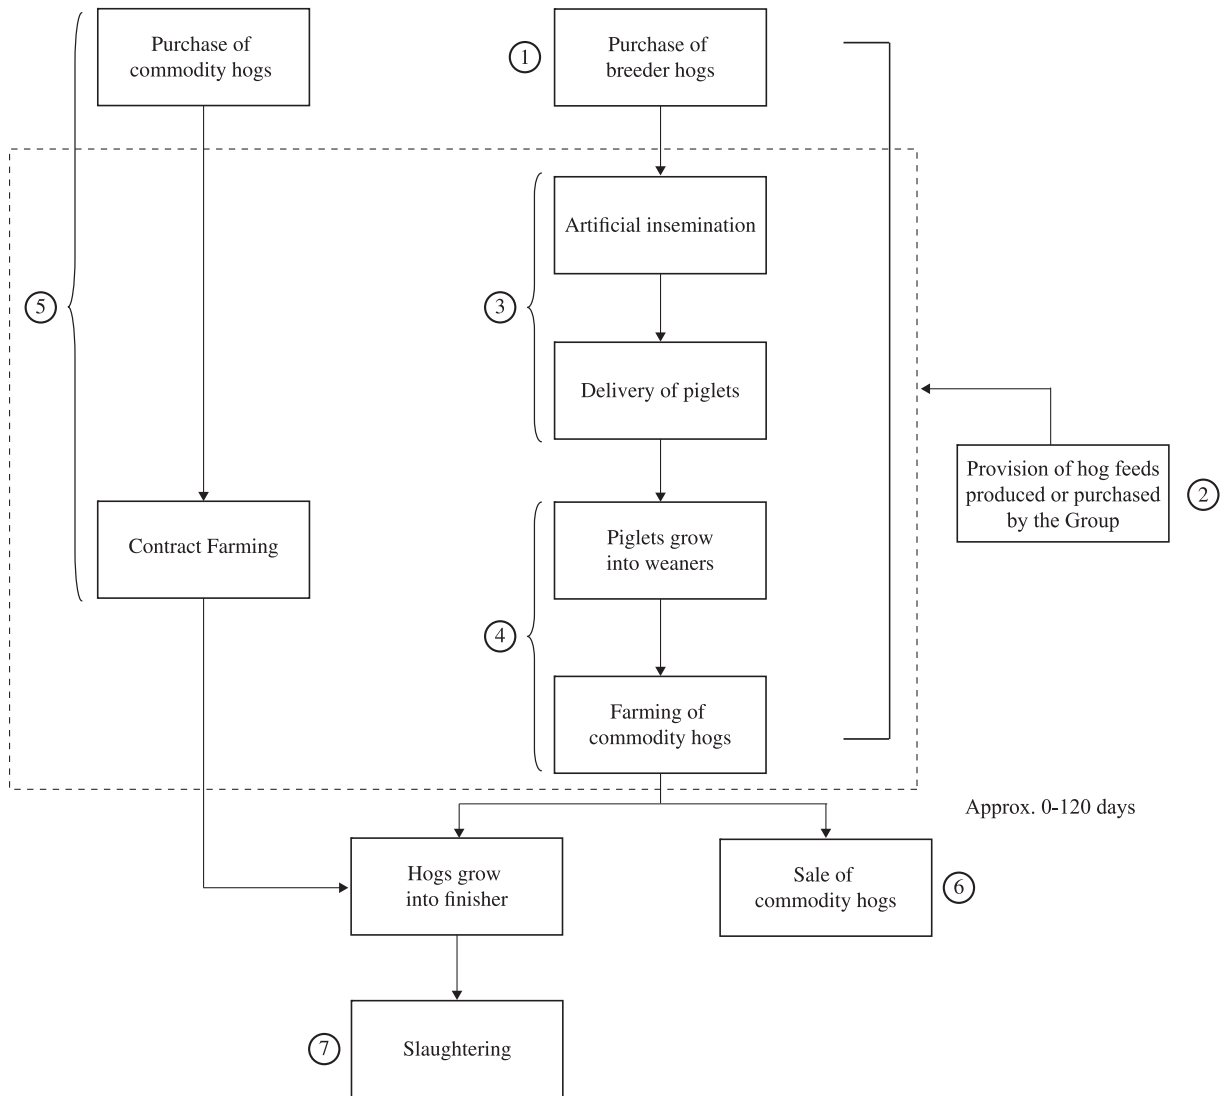 Purchase of
commodity hogs
1
Purchase of
breeder hogs
Artificial insemination
5
3
Delivery of piglets
Provision of hog feeds
produced or purchased
by the Group
2
Contract Farming
Piglets grow
into weaners
4
Farming of
commodity hogs
Approx. 0-120 days
Hogs grow
into finisher
Sale of
commodity hogs
6
7
Slaughtering